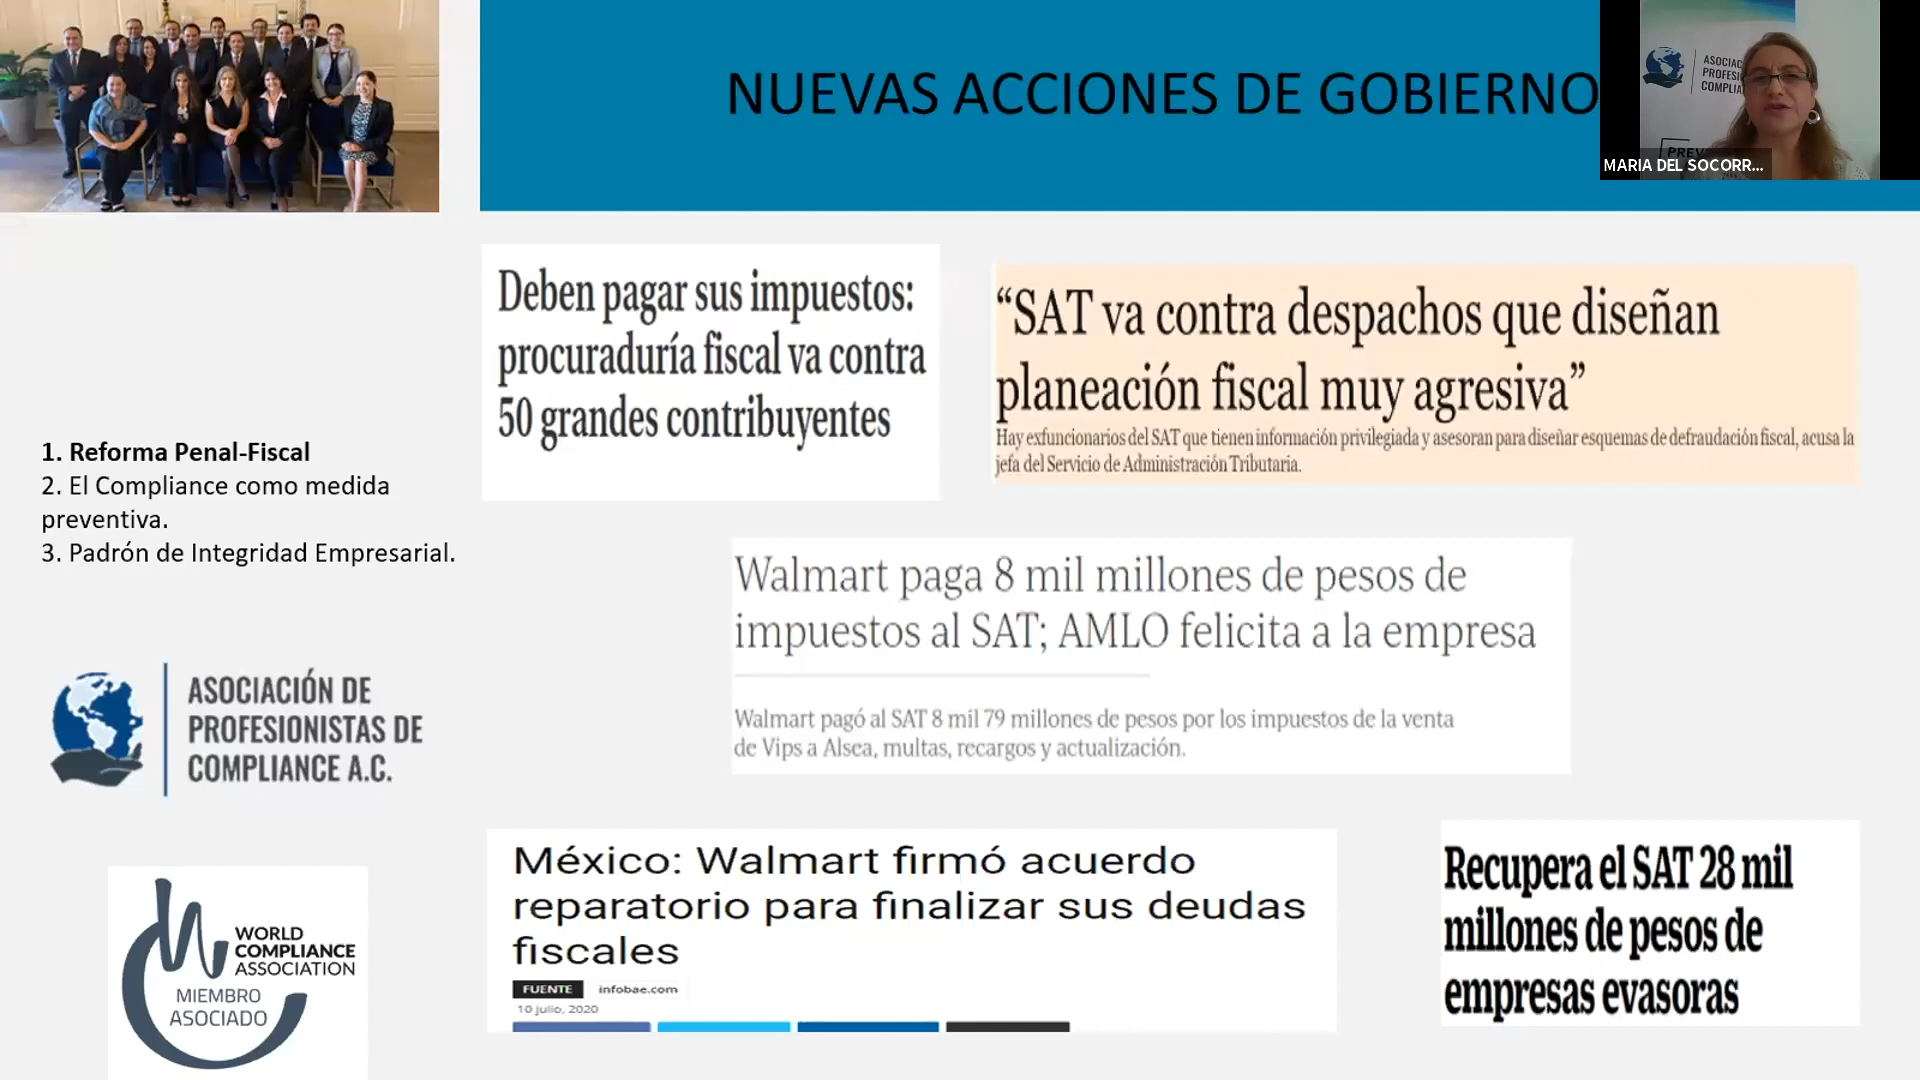 NUEVAS ACCIONES DE GOBIERNO
ASOCIAC
PROFESI
COMPLIA
PREV
MARIA DEL SOCORR...
Deben pagar sus impuestos:
procuraduría fiscal va contra
50 grandes contribuyentes
“SAT va contra despachos que diseñan
planeación fiscal muy agresiva”
Hay exfuncionarios del SAT que tienen información privilegiada y asesoran para diseñar esquemas de defraudación fiscal, acusa la
jefa del Servicio de Administración Tributaria.
1. Reforma Penal-Fiscal
2. El Compliance como medida
preventiva.
3. Padrón de Integridad Empresarial.
Walmart paga 8 mil millones de pesos de
impuestos al SAT; AMLO felicita a la empresa
Walmart pagó al SAT 8 mil 79 millones de pesos por los impuestos de la venta
de Vips a Alsea, multas, recargos y actualización.
ASOCIACIÓN DE
PROFESIONISTAS DE
COMPLIANCE A.C.
WORLD
COMPLIANCE
ASSOCIATION
MIEMBRO
ASOCIADO
México: Walmart firmó acuerdo
reparatorio para finalizar sus deudas
fiscales
FUENTE infobae.com
10 julio, 2020
Recupera el SAT 28 mil
millones de pesos de
empresas evasoras